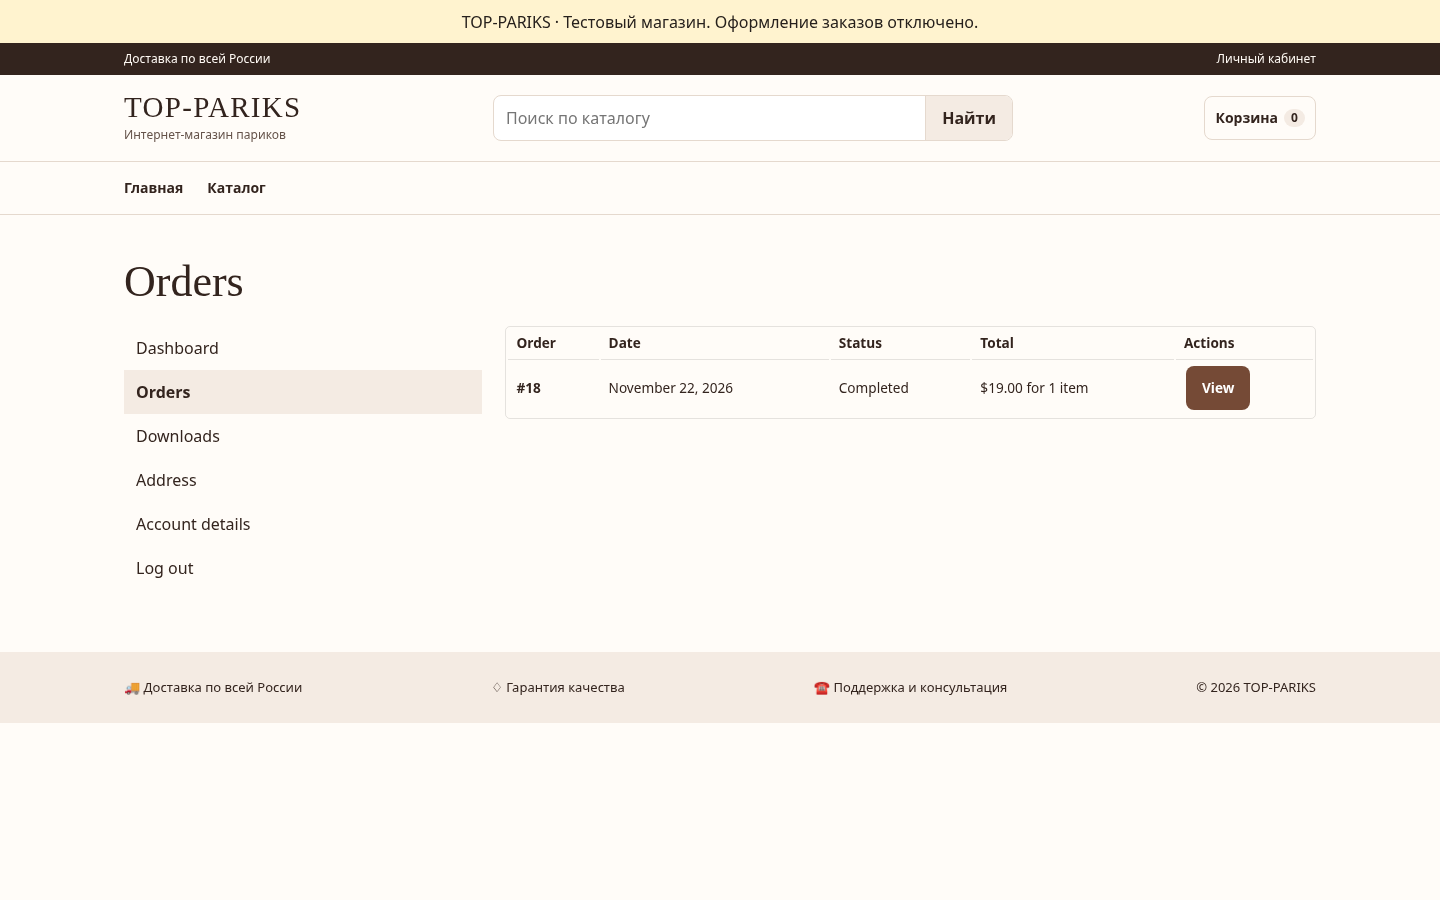 TOP-PARIKS · Тестовый магазин. Оформление заказов отключено.
Доставка по всей России
Личный кабинет
TOP-PARIKS
Интернет-магазин париков
Поиск по каталогу
Найти
Корзина 0
Главная
Каталог
Orders
Dashboard
Orders
Downloads
Address
Account details
Log out
Order Date Status Total Actions
#18 November 22, 2026 Completed $19.00 for 1 item View
🚚 Доставка по всей России
♢ Гарантия качества
☎️ Поддержка и консультация
© 2026 TOP-PARIKS